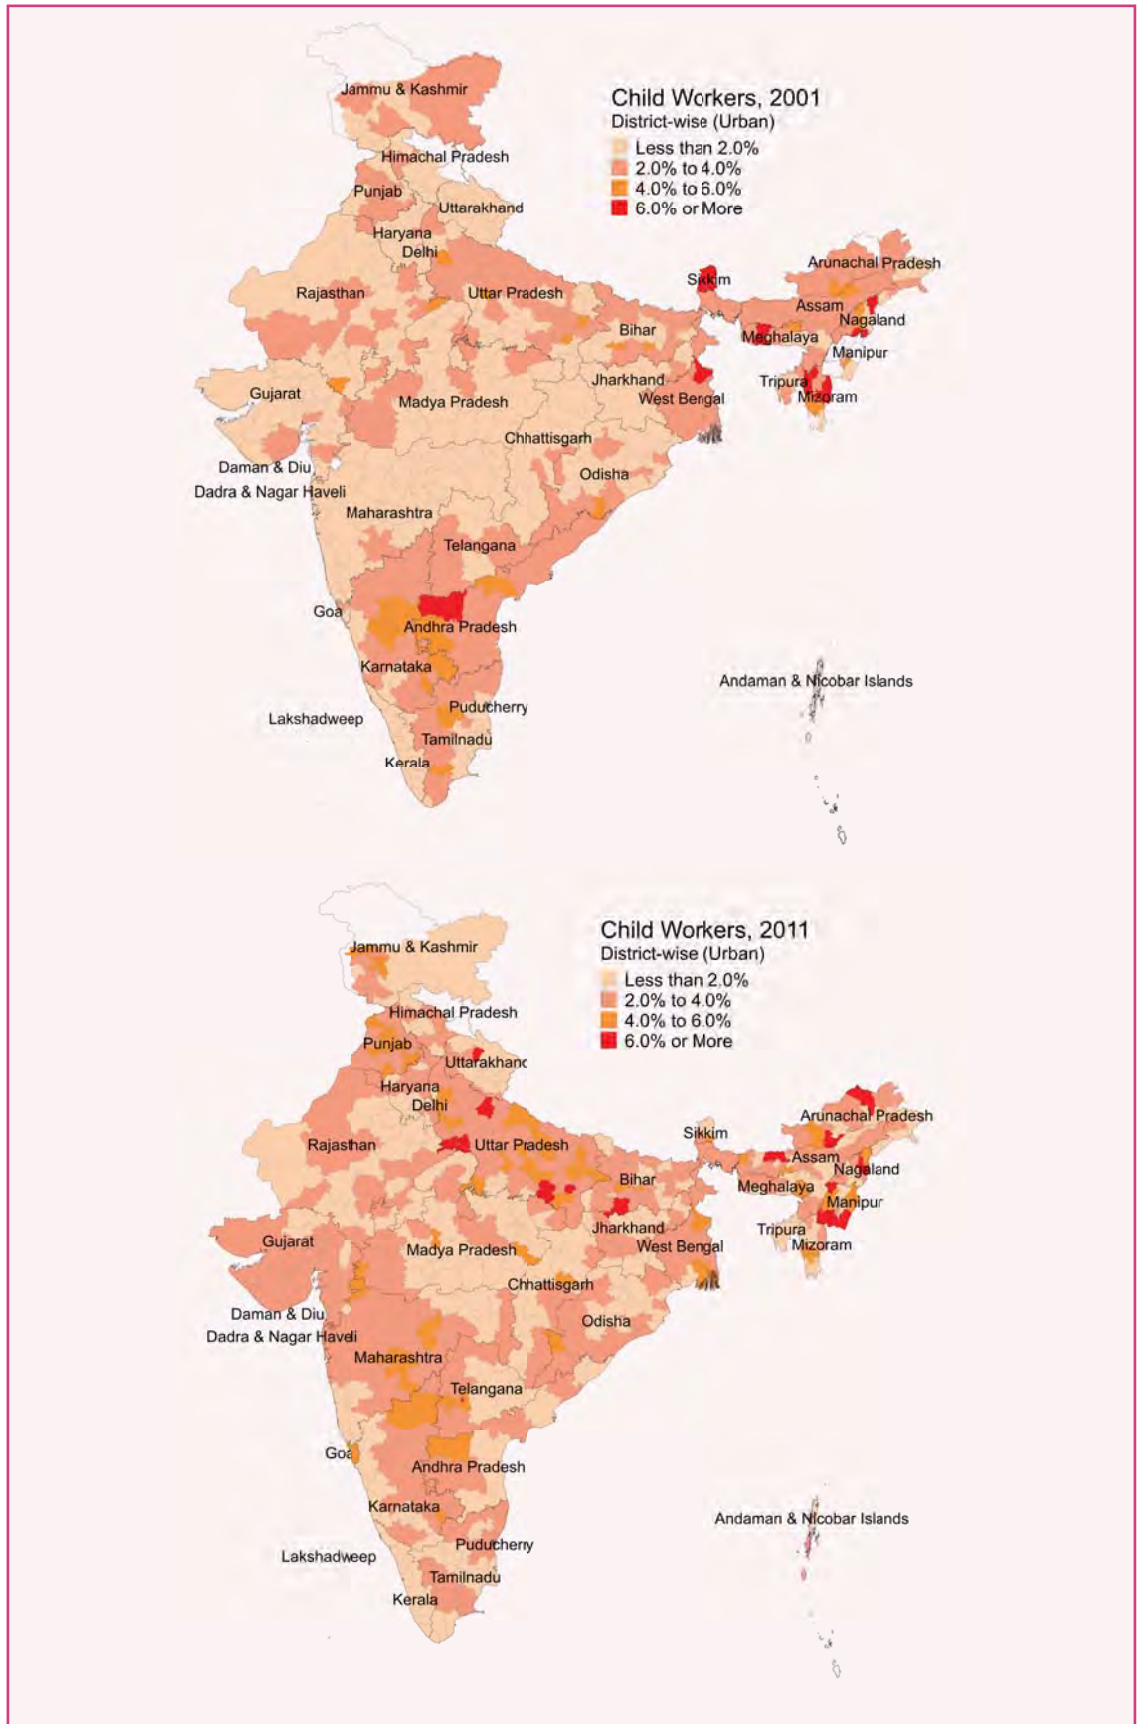 Child Workers, 2001
District-wise (Urban)
Less than 2.0%
2.0% to 4.0%
4.0% to 6.0%
6.0% or More
Jammu & Kashmir
Himachal Pradesh
Punjab
Uttarakhand
Haryana
Delhi
Arunachal Pradesh
Sikkim
Rajasthan
Uttar Pradesh
Assam
Nagaland
Bihar
Meghalaya
Manipur
Jharkhand
Tripura
Gujarat
Madya Pradesh
West Bengal
Mizoram
Chhattisgarh
Daman & Diu
Odisha
Dadra & Nagar Haveli
Maharashtra
Telangana
Goa
Andhra Pradesh
Karnataka
Andaman & Nicobar Islands
Lakshadweep
Puducherry
Tamilnadu
Kerala
Child Workers, 2011
District-wise (Urban)
Less than 2.0%
2.0% to 4.0%
4.0% to 6.0%
6.0% or More
Jammu & Kashmir
Himachal Pradesh
Punjab
Uttarakhand
Haryana
Delhi
Arunachal Pradesh
Sikkim
Rajasthan
Uttar Pradesh
Assam
Nagaland
Bihar
Meghalaya
Manipur
Jharkhand
Tripura
Gujarat
Madya Pradesh
West Bengal
Mizoram
Chhattisgarh
Daman & Diu
Odisha
Dadra & Nagar Haveli
Maharashtra
Telangana
Goa
Andhra Pradesh
Karnataka
Andaman & Nicobar Islands
Puducherry
Lakshadweep
Tamilnadu
Kerala